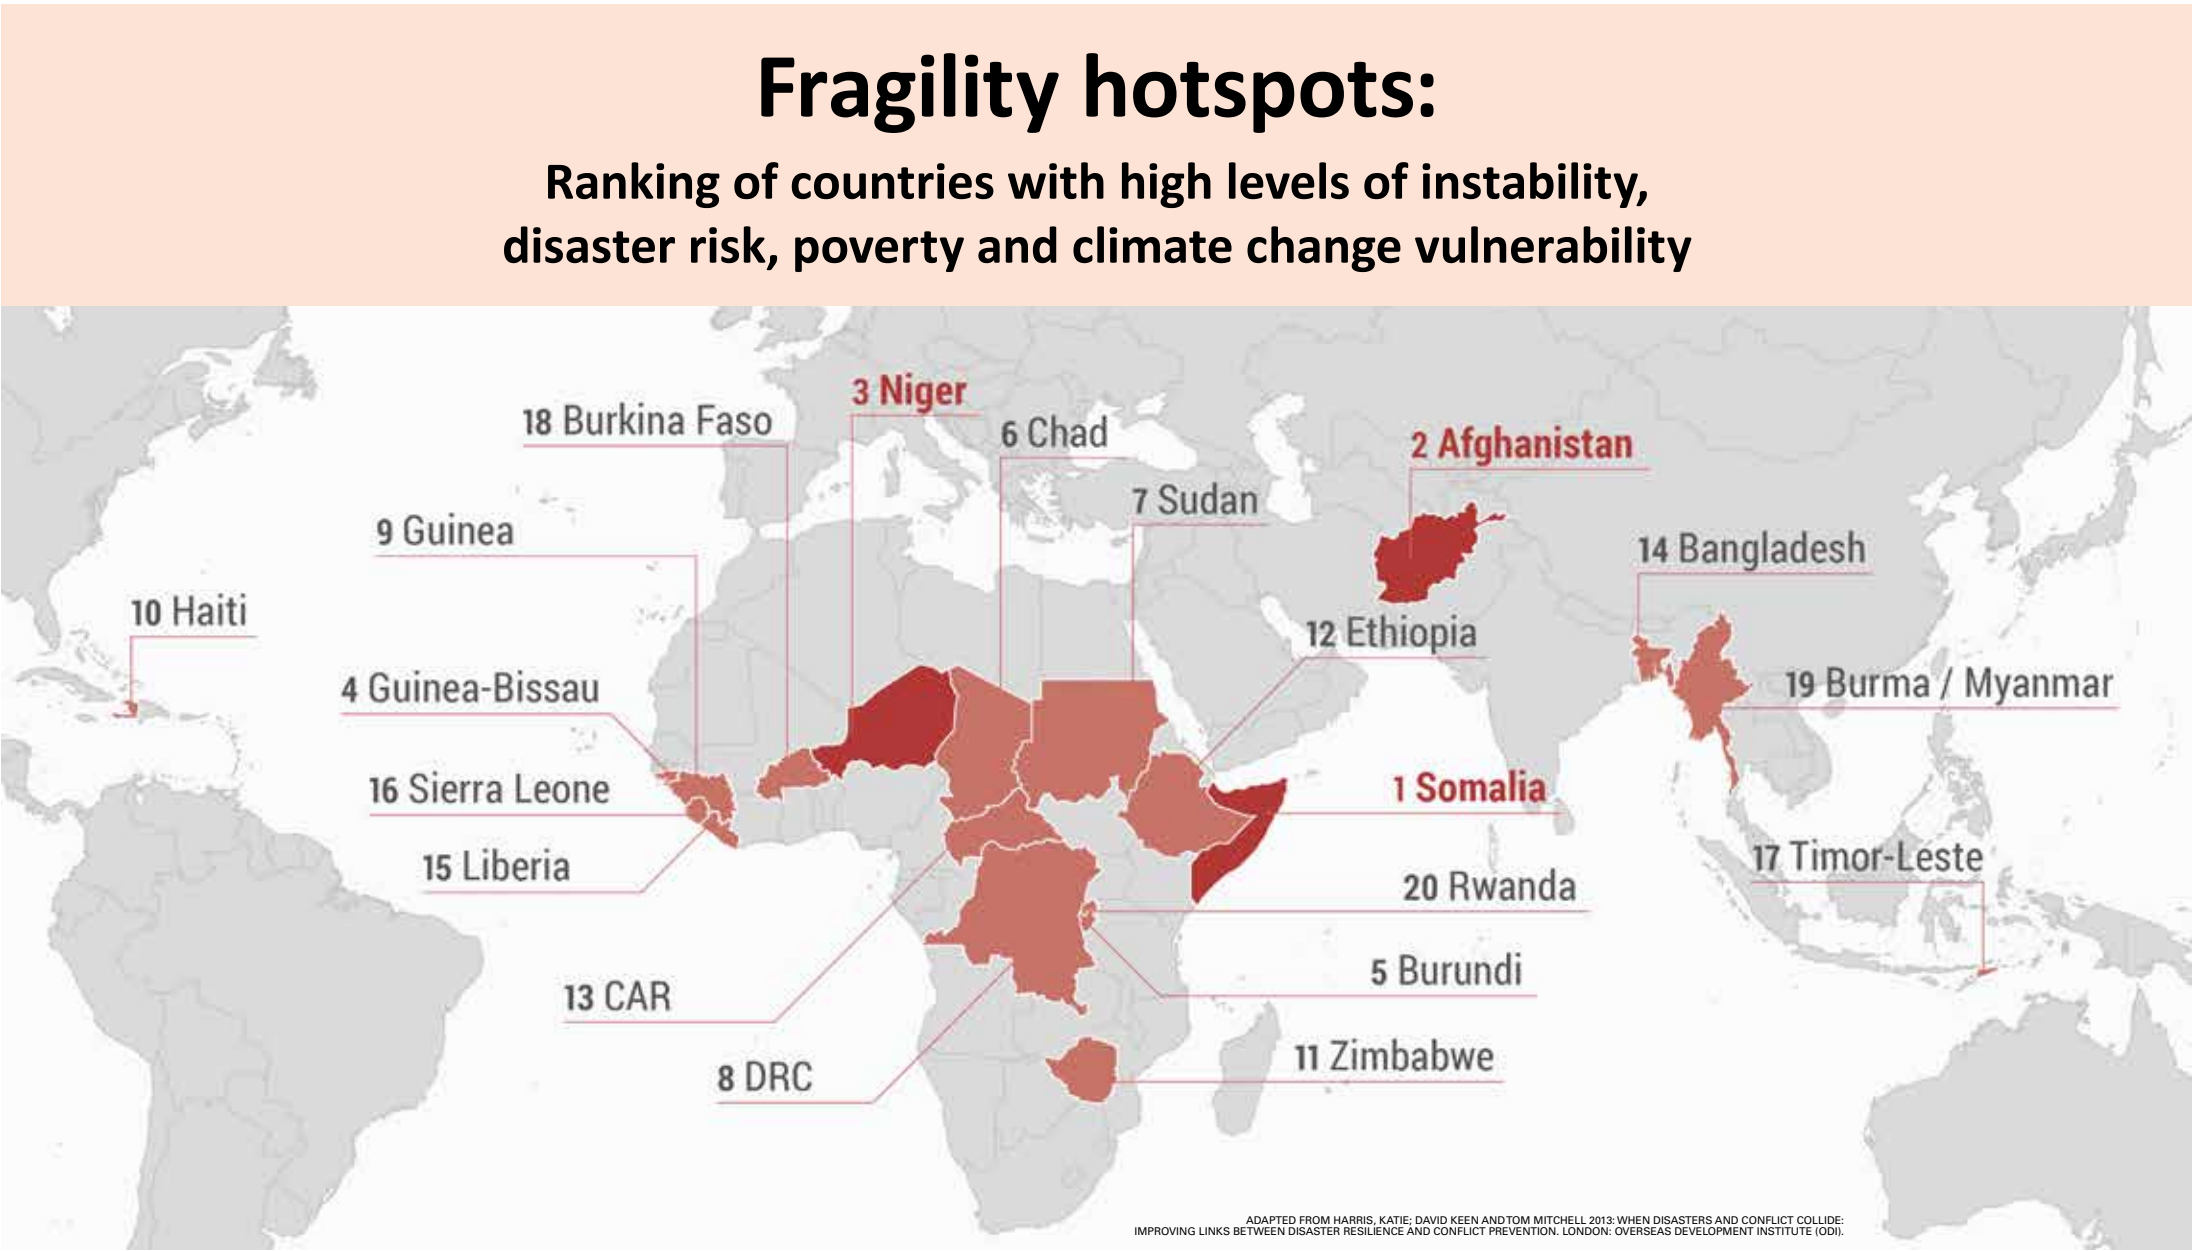 Fragility hotspots:
Ranking of countries with high levels of instability,
disaster risk, poverty and climate change vulnerability
3 Niger
18 Burkina Faso
6 Chad
2 Afghanistan
7 Sudan
9 Guinea
14 Bangladesh
10 Haiti
12 Ethiopia
4 Guinea-Bissau
19 Burma / Myanmar
16 Sierra Leone
1 Somalia
15 Liberia
17 Timor-Leste
20 Rwanda
5 Burundi
13 CAR
11 Zimbabwe
8 DRC
ADAPTED FROM HARRIS, KATIE; DAVID KEEN AND TOM MITCHELL 2013: WHEN DISASTERS AND CONFLICT COLLIDE:
IMPROVING LINKS BETWEEN DISASTER RESILIENCE AND CONFLICT PREVENTION. LONDON: OVERSEAS DEVELOPMENT INSTITUTE (ODI).